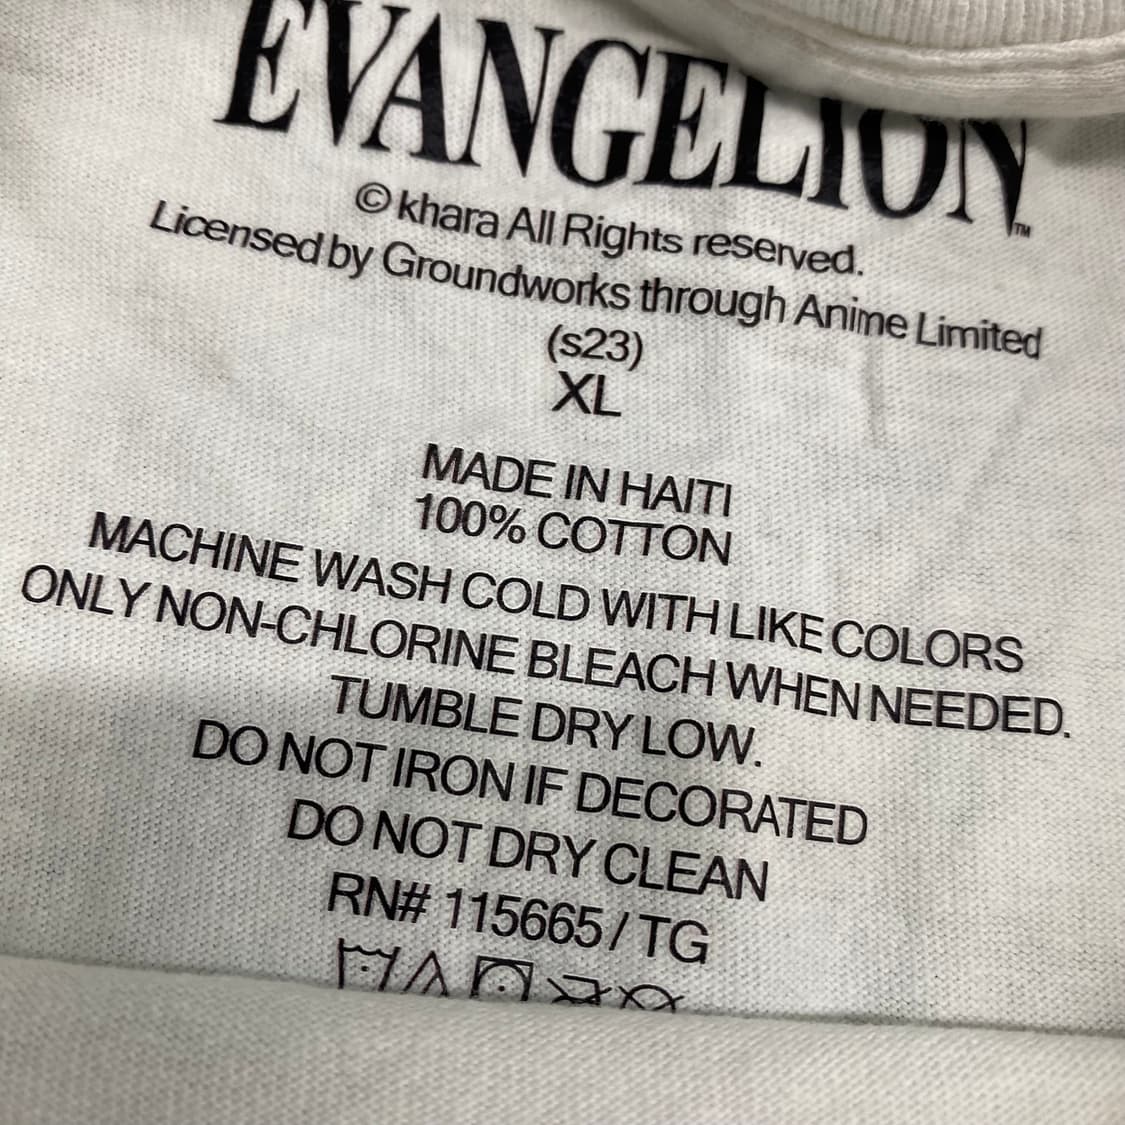 EVANGELION™
© khara All Rights reserved.
Licensed by Groundworks through Anime Limited
(s23)
XL
MADE IN HAITI
100% COTTON
MACHINE WASH COLD WITH LIKE COLORS
ONLY NON-CHLORINE BLEACH WHEN NEEDED.
TUMBLE DRY LOW.
DO NOT IRON IF DECORATED
DO NOT DRY CLEAN
RN# 115665 / TG